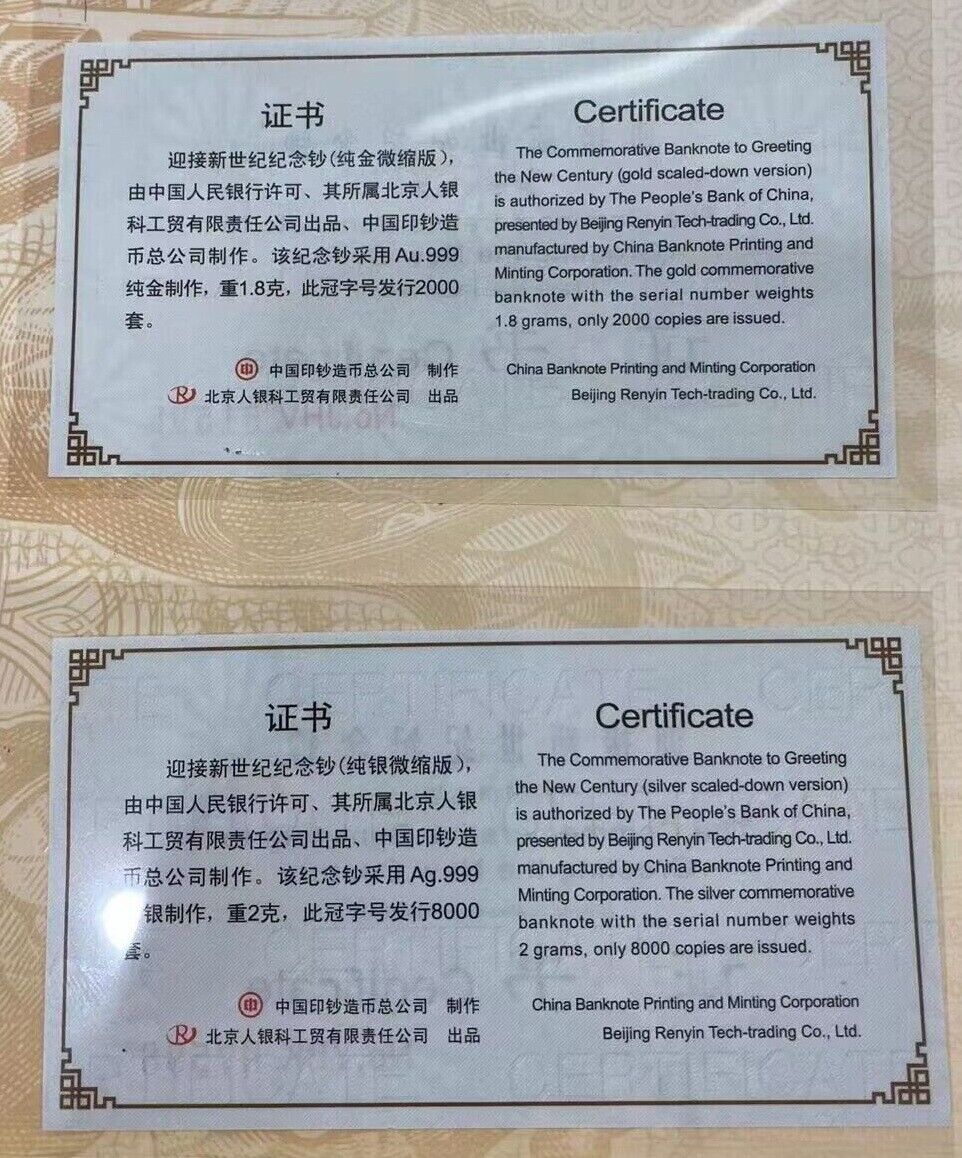 证书
迎接新世纪纪念钞(纯金微缩版),
由中国人民银行许可、其所属北京人银
科工贸有限责任公司出品、中国印钞造
币总公司制作。该纪念钞采用Au.999
纯金制作,重1.8克,此冠字号发行2000
套。
中国印钞造币总公司 制作
北京人银科工贸有限责任公司 出品
Certificate
The Commemorative Banknote to Greeting
the New Century (gold scaled-down version)
is authorized by The People's Bank of China,
presented by Beijing Renyin Tech-trading Co., Ltd.
manufactured by China Banknote Printing and
Minting Corporation. The gold commemorative
banknote with the serial number weights
1.8 grams, only 2000 copies are issued.
China Banknote Printing and Minting Corporation
Beijing Renyin Tech-trading Co., Ltd.
证书
迎接新世纪纪念钞(纯银微缩版),
由中国人民银行许可、其所属北京人银
科工贸有限责任公司出品、中国印钞造
币总公司制作。该纪念钞采用Ag.999
银制作,重2克,此冠字号发行8000
套。
中国印钞造币总公司 制作
北京人银科工贸有限责任公司 出品
Certificate
The Commemorative Banknote to Greeting
the New Century (silver scaled-down version)
is authorized by The People's Bank of China,
presented by Beijing Renyin Tech-trading Co., Ltd.
manufactured by China Banknote Printing and
Minting Corporation. The silver commemorative
banknote with the serial number weights
2 grams, only 8000 copies are issued.
China Banknote Printing and Minting Corporation
Beijing Renyin Tech-trading Co., Ltd.